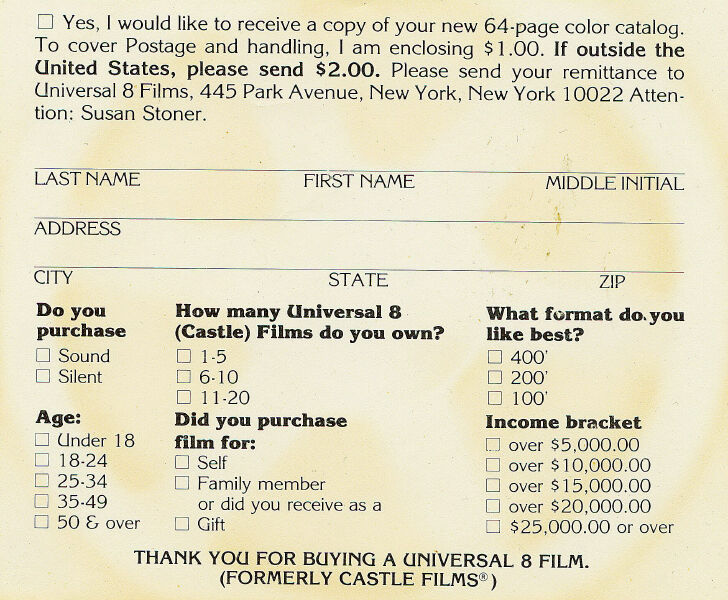 ☐ Yes, I would like to receive a copy of your new 64-page color catalog.
To cover Postage and handling, I am enclosing $1.00. If outside the
United States, please send $2.00. Please send your remittance to
Universal 8 Films, 445 Park Avenue, New York, New York 10022 Atten-
tion: Susan Stoner.
LAST NAME FIRST NAME MIDDLE INITIAL
ADDRESS
CITY STATE ZIP
Do you
purchase
☐ Sound
☐ Silent
How many Universal 8
(Castle) Films do you own?
☐ 1-5
☐ 6-10
☐ 11-20
What format do you
like best?
☐ 400'
☐ 200'
☐ 100'
Age:
☐ Under 18
☐ 18-24
☐ 25-34
☐ 35-49
☐ 50 & over
Did you purchase
film for:
☐ Self
☐ Family member
or did you receive as a
☐ Gift
Income bracket
☐ over $5,000.00
☐ over $10,000.00
☐ over $15,000.00
☐ over $20,000.00
☐ $25,000.00 or over
THANK YOU FOR BUYING A UNIVERSAL 8 FILM.
(FORMERLY CASTLE FILMS®)